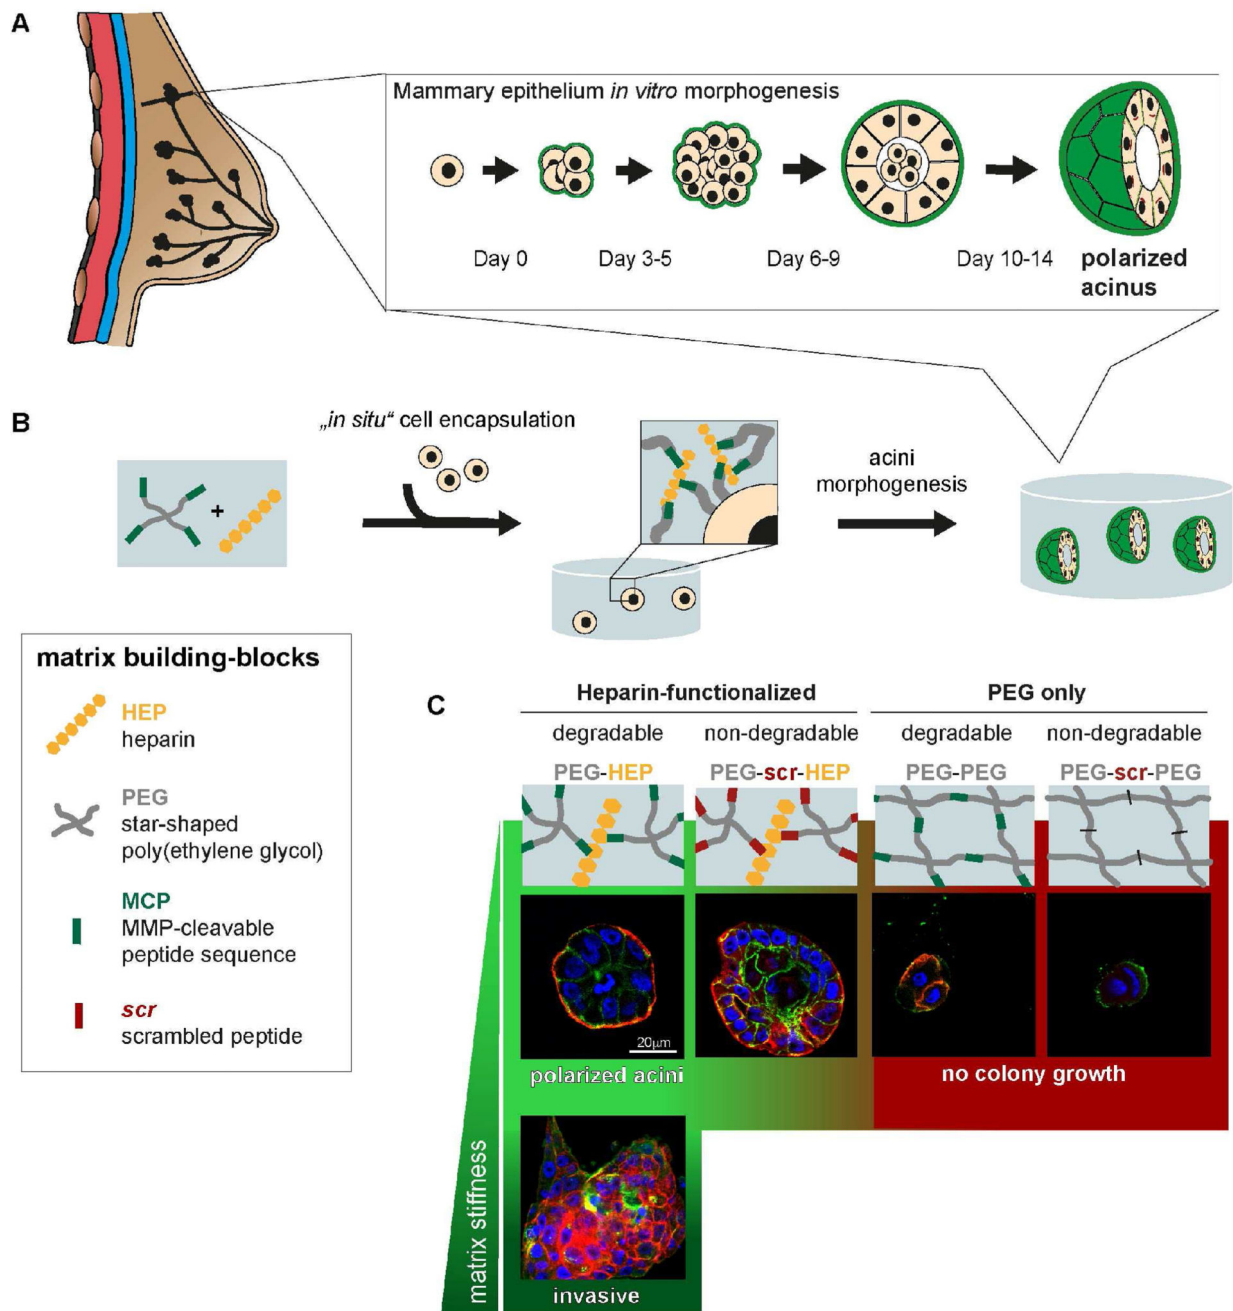 A
Mammary epithelium in vitro morphogenesis
Day 0
Day 3-5
Day 6-9
Day 10-14
polarized
acinus
B
„in situ“ cell encapsulation
+
acini
morphogenesis
matrix building-blocks
HEP
heparin
PEG
star-shaped
poly(ethylene glycol)
MCP
MMP-cleavable
peptide sequence
scr
scrambled peptide
C
Heparin-functionalized
PEG only
degradable
non-degradable
degradable
non-degradable
PEG-HEP
PEG-scr-HEP
PEG-PEG
PEG-scr-PEG
20µm
polarized acini
no colony growth
matrix stiffness
invasive